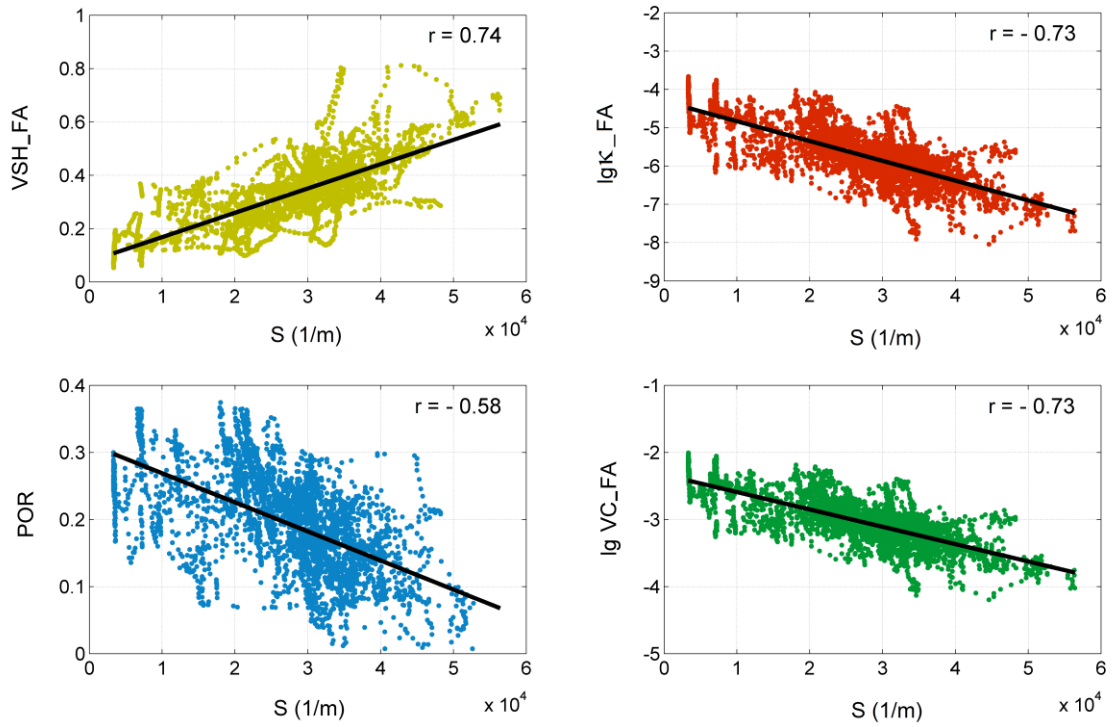 r = 0.74
VSH_FA
1
0.8
0.6
0.4
0.2
0
0 1 2 3 4 5 6
x 10^4
S (1/m)
r = - 0.73
lgK_FA
-2
-3
-4
-5
-6
-7
-8
-9
0 1 2 3 4 5 6
x 10^4
S (1/m)
r = - 0.58
POR
0.4
0.3
0.2
0.1
0
0 1 2 3 4 5 6
x 10^4
S (1/m)
r = - 0.73
lg VC_FA
-1
-2
-3
-4
-5
0 1 2 3 4 5 6
x 10^4
S (1/m)